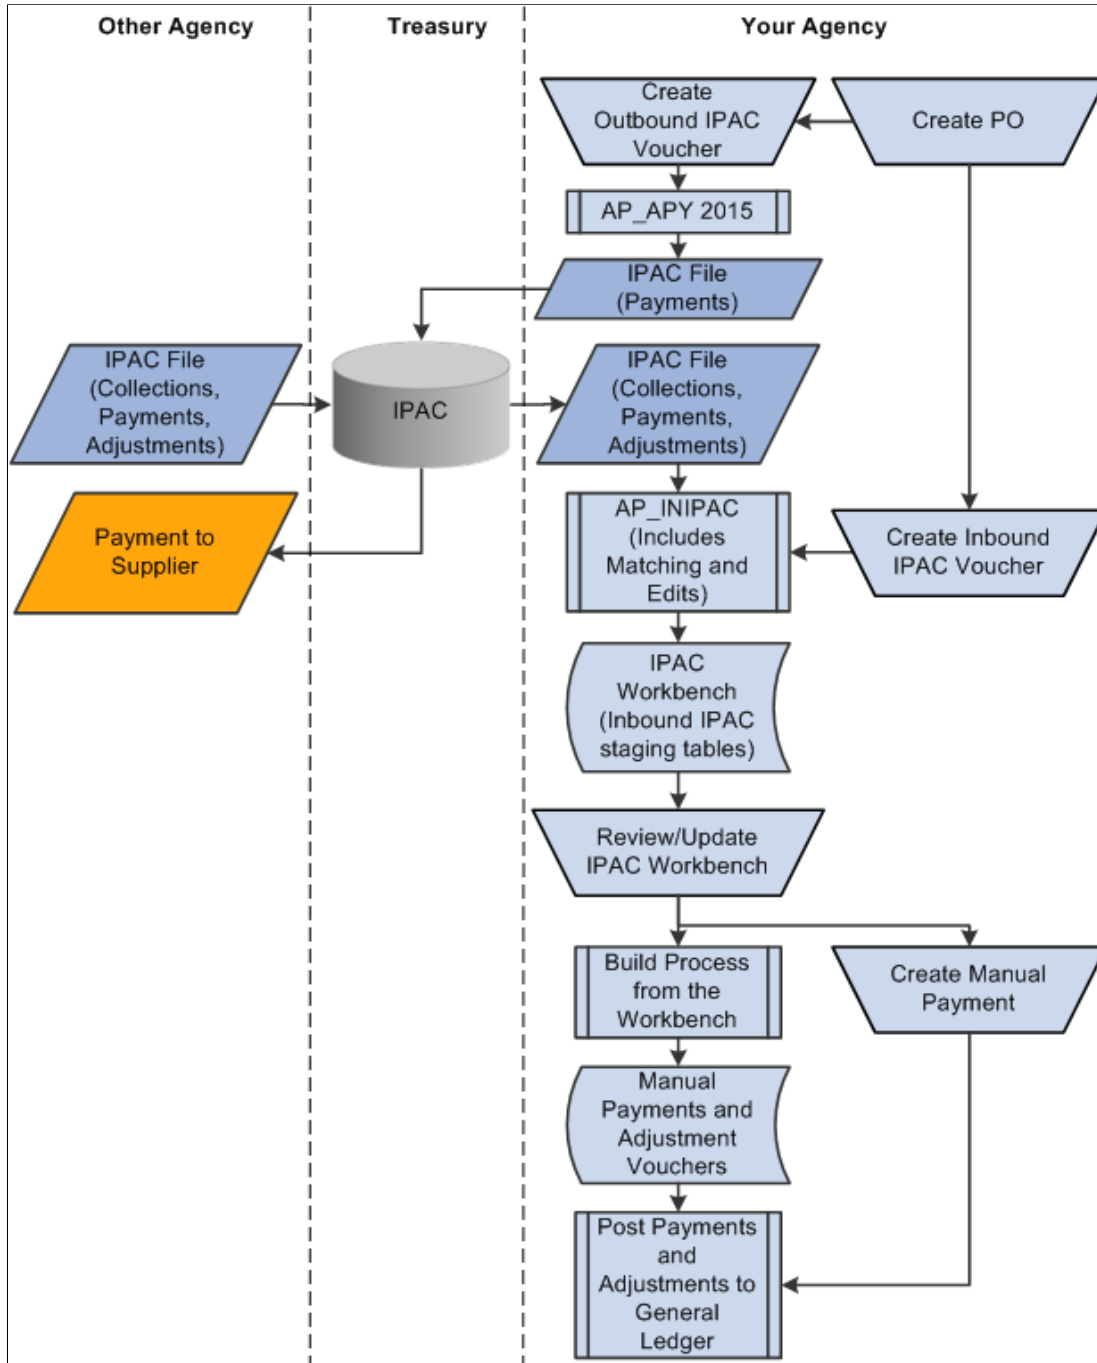 Other Agency
Treasury
Your Agency
Create
Outbound IPAC
Voucher
Create PO
AP_APY 2015
IPAC File
(Payments)
IPAC File
(Collections,
Payments,
Adjustments)
IPAC
IPAC File
(Collections,
Payments,
Adjustments)
Payment to
Supplier
AP_INIPAC
(Includes
Matching and
Edits)
Create Inbound
IPAC Voucher
IPAC
Workbench
(Inbound IPAC
staging tables)
Review/Update
IPAC Workbench
Build Process
from the
Workbench
Create Manual
Payment
Manual
Payments and
Adjustment
Vouchers
Post Payments
and
Adjustments to
General
Ledger